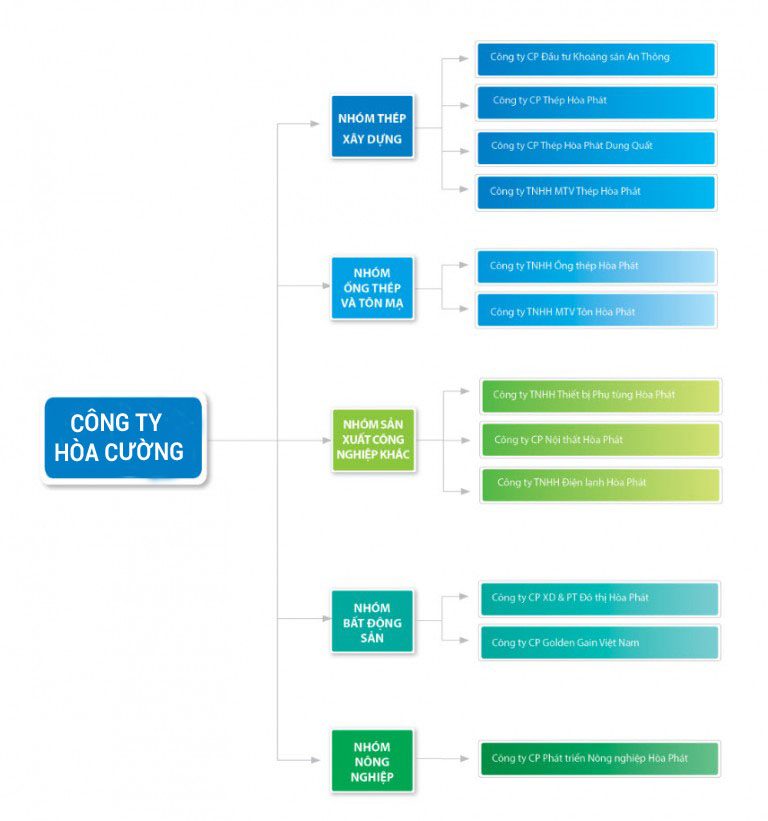 CÔNG TY
HÒA CƯỜNG
NHÓM THÉP
XÂY DỰNG
Công ty CP Đầu tư Khoáng sản An Thông
Công ty CP Thép Hòa Phát
Công ty CP Thép Hòa Phát Dung Quất
Công ty TNHH MTV Thép Hòa Phát
NHÓM
ỐNG THÉP
VÀ TÔN MẠ
Công ty TNHH Ống thép Hòa Phát
Công ty TNHH MTV Tôn Hòa Phát
NHÓM SẢN
XUẤT CÔNG
NGHIỆP KHÁC
Công ty TNHH Thiết bị Phụ tùng Hòa Phát
Công ty CP Nội thất Hòa Phát
Công ty TNHH Điện lạnh Hòa Phát
NHÓM
BẤT ĐỘNG
SẢN
Công ty CP XD & PT Đô thị Hòa Phát
Công ty CP Golden Gain Việt Nam
NHÓM
NÔNG
NGHIỆP
Công ty CP Phát triển Nông nghiệp Hòa Phát